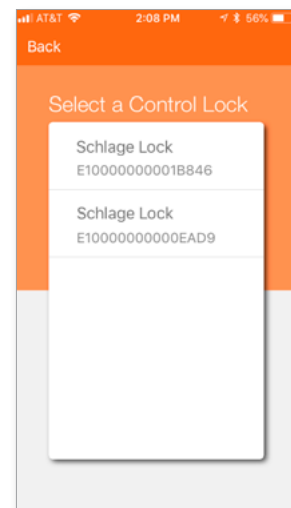 AT&T 2:08 PM 56%
Back
Select a Control Lock
Schlage Lock
E10000000001B846
Schlage Lock
E10000000000EAD9